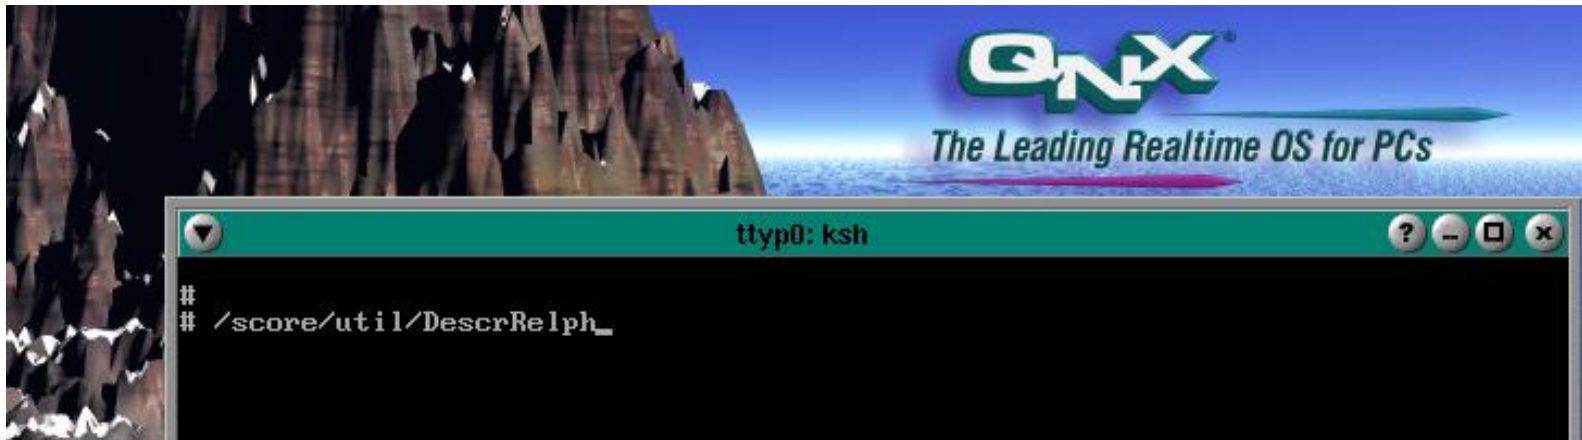 QNX®
The Leading Realtime OS for PCs
ttyp0: ksh
#
# /score/util/DescrRelph_